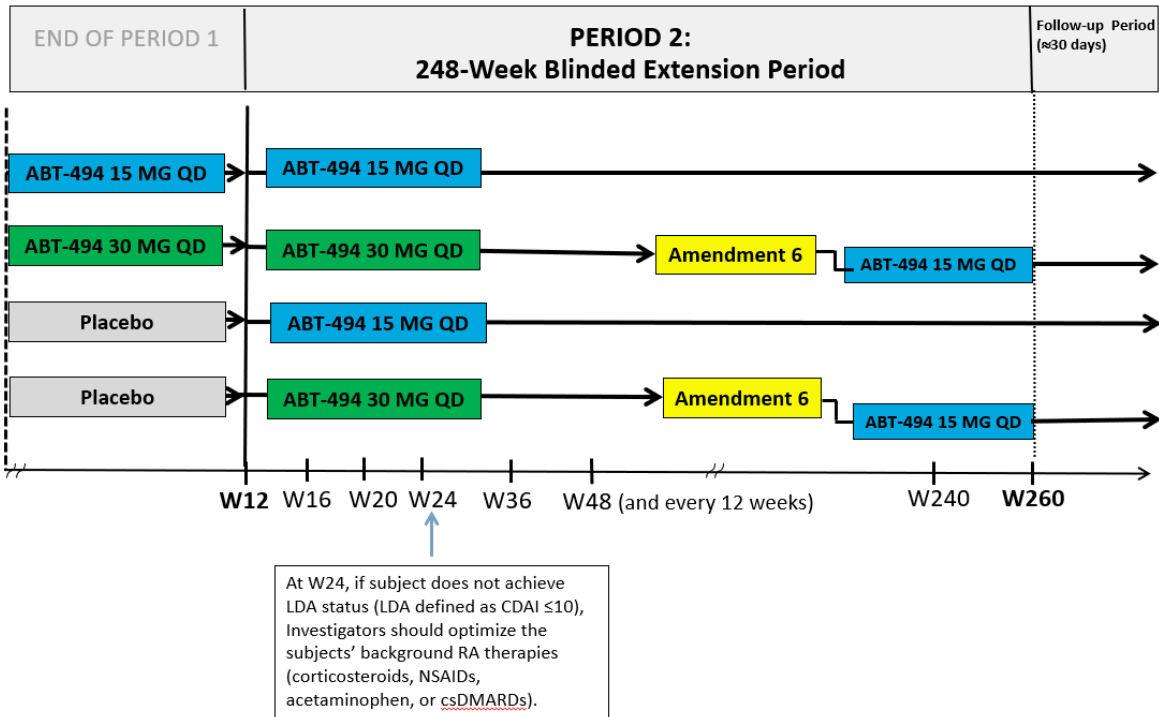 END OF PERIOD 1
PERIOD 2:
248-Week Blinded Extension Period
Follow-up Period
(≈30 days)
ABT-494 15 MG QD
ABT-494 15 MG QD
ABT-494 30 MG QD
ABT-494 30 MG QD
Amendment 6
ABT-494 15 MG QD
Placebo
ABT-494 15 MG QD
Placebo
ABT-494 30 MG QD
Amendment 6
ABT-494 15 MG QD
W12 W16 W20 W24 W36 W48 (and every 12 weeks) W240 W260
At W24, if subject does not achieve
LDA status (LDA defined as CDAI ≤10),
Investigators should optimize the
subjects’ background RA therapies
(corticosteroids, NSAIDs,
acetaminophen, or csDMARDs).